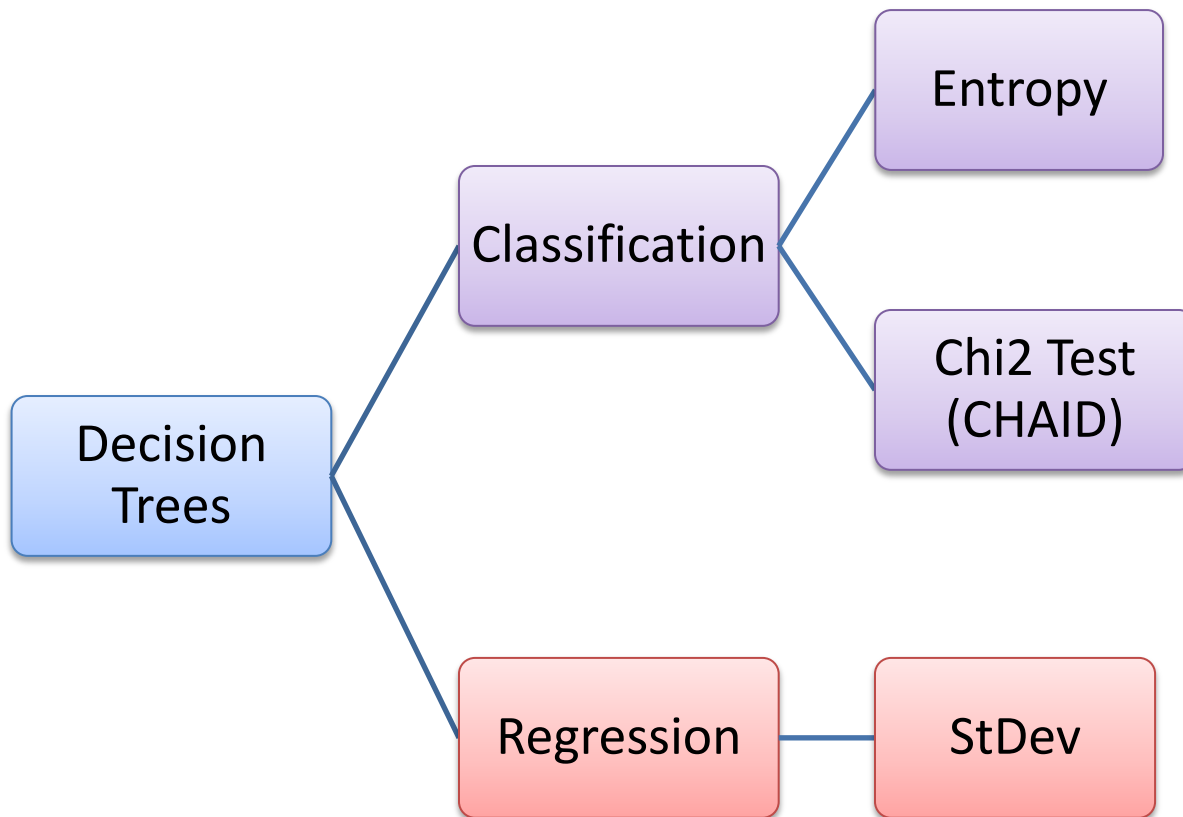 Entropy
Classification
Chi2 Test
(CHAID)
Decision
Trees
Regression
StDev